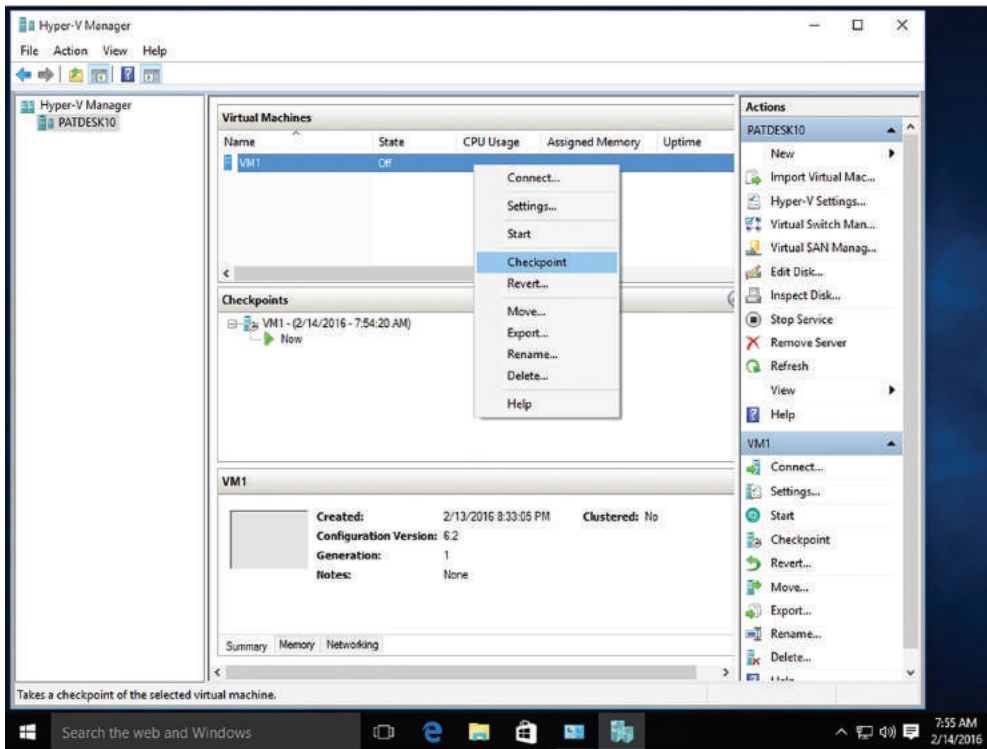 Hyper-V Manager
File Action View Help
Hyper-V Manager
PATDESK10
Virtual Machines
Name State CPU Usage Assigned Memory Uptime
VM1 Off
Connect...
Settings...
Start
Checkpoint
Revert...
Move...
Export...
Rename...
Delete...
Help
Checkpoints
VM1 - (2/14/2016 - 7:54:20 AM)
Now
VM1
Created: 2/13/2016 8:33:05 PM Clustered: No
Configuration Version: 6.2
Generation: 1
Notes: None
Summary Memory Networking
Actions
PATDESK10
New
Import Virtual Mac...
Hyper-V Settings...
Virtual Switch Man...
Virtual SAN Manag...
Edit Disk...
Inspect Disk...
Stop Service
Remove Server
Refresh
View
Help
VM1
Connect...
Settings...
Start
Checkpoint
Revert...
Move...
Export...
Rename...
Delete...
Takes a checkpoint of the selected virtual machine.
Search the web and Windows
7:55 AM
2/14/2016